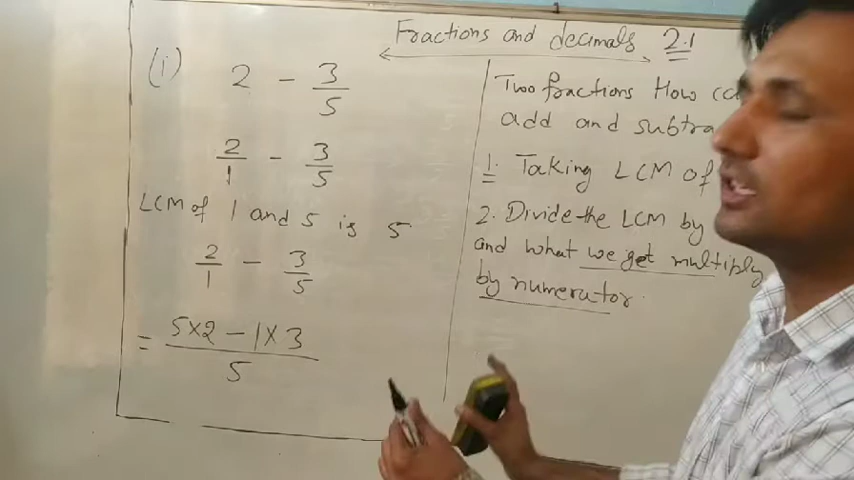 Fractions and decimals 2.1
(i) 2 - 3/5
2/1 - 3/5
LCM of 1 and 5 is 5
2/1 - 3/5
= 5×2 - 1×3 / 5
Two fractions How
add and subtra
1. Taking LCM of
2. Divide the LCM by
and what we get multiply
by numerator.